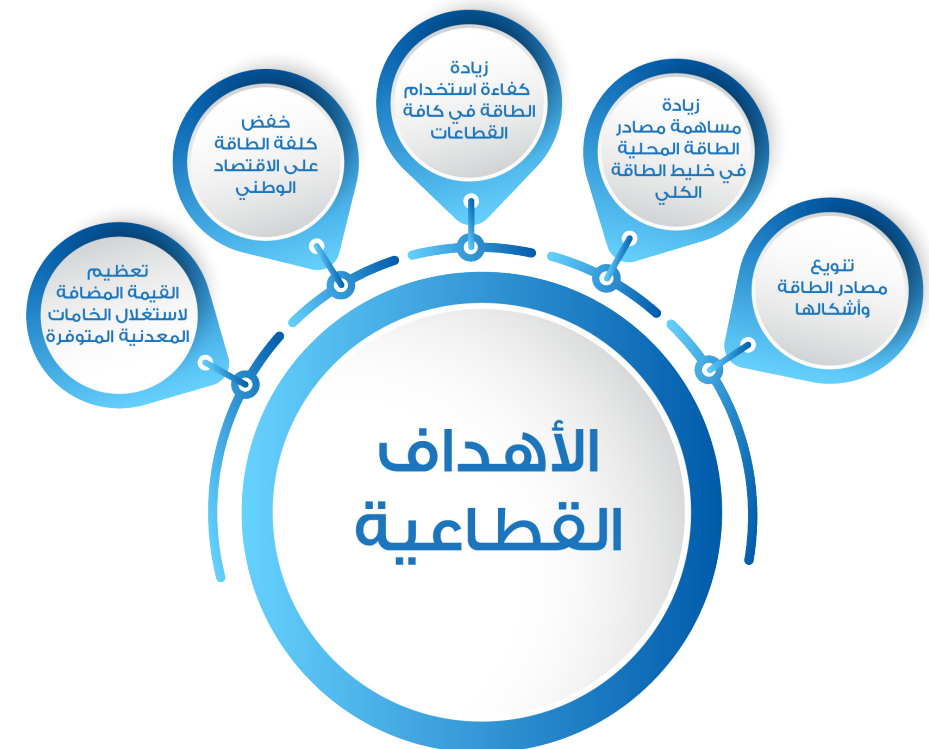 الأهداف
القطاعية
تنويع
مصادر الطاقة
وأشكالها
زيادة
مساهمة مصادر
الطاقة المحلية
في خليط الطاقة
الكلي
زيادة
كفاءة استخدام
الطاقة في كافة
القطاعات
خفض
كلفة الطاقة
على الاقتصاد
الوطني
تعظيم
القيمة المضافة
لاستغلال الخامات
المعدنية المتوفرة